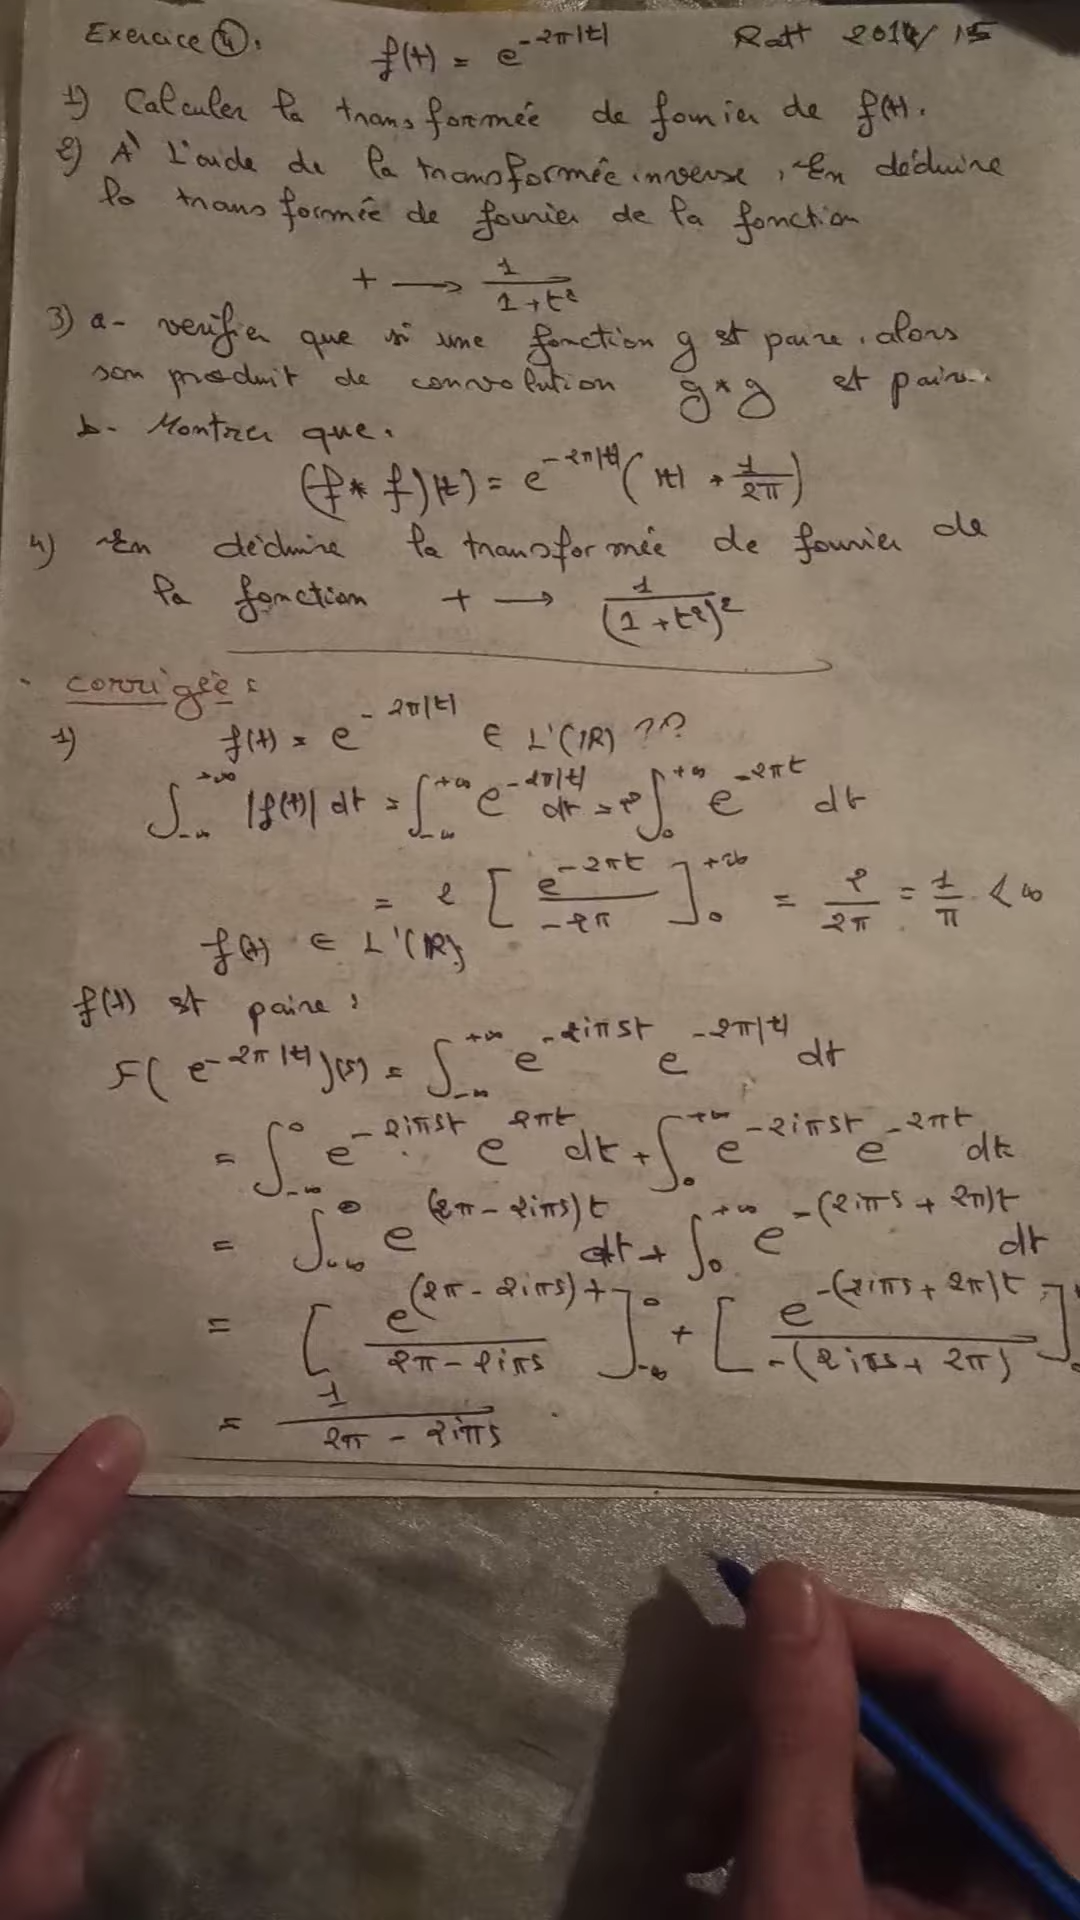 Exercice ④. f(t) = e^{-2π|t|} Ratt 2014/15
1) Calculer la transformée de fourier de f(t).
2) À L'aide de la transformée inverse, En déduire
la transformée de fourier de la fonction
t ⟶ 1/(1+t²)
3) a- verifier que si une fonction g est paire, alors
son produit de convolution g*g est paire.
b- Montrer que.
(f * f)(t) = e^{-2π|t|} ( |t| + 1/2π )
4) En déduire la transformée de fourier de
la fonction t ⟶ 1/(1+t²)²
- corrigée :
1) f(t) = e^{-2π|t|} ∈ L¹(IR) ??
∫_{-∞}^{+∞} |f(t)| dt = ∫_{-∞}^{+∞} e^{-2π|t|} dt = 2∫_0^{+∞} e^{-2πt} dt
= 2 [ e^{-2πt} / -2π ]_0^{+∞} = 2/2π = 1/π < ∞
f(t) ∈ L¹(IR)
f(t) est paire :
F( e^{-2π|t|} )(s) = ∫_{-∞}^{+∞} e^{-2iπst} e^{-2π|t|} dt
= ∫_{-∞}^0 e^{-2iπst} e^{2πt} dt + ∫_0^{+∞} e^{-2iπst} e^{-2πt} dt
= ∫_{-∞}^0 e^{(2π - 2iπs)t} dt + ∫_0^{+∞} e^{-(2iπs + 2π)t} dt
= [ e^{(2π - 2iπs)t} / 2π - 2iπs ]_{-∞}^0 + [ e^{-(2iπs + 2π)t} / -(2iπs + 2π) ]
= 1 / 2π - 2iπs